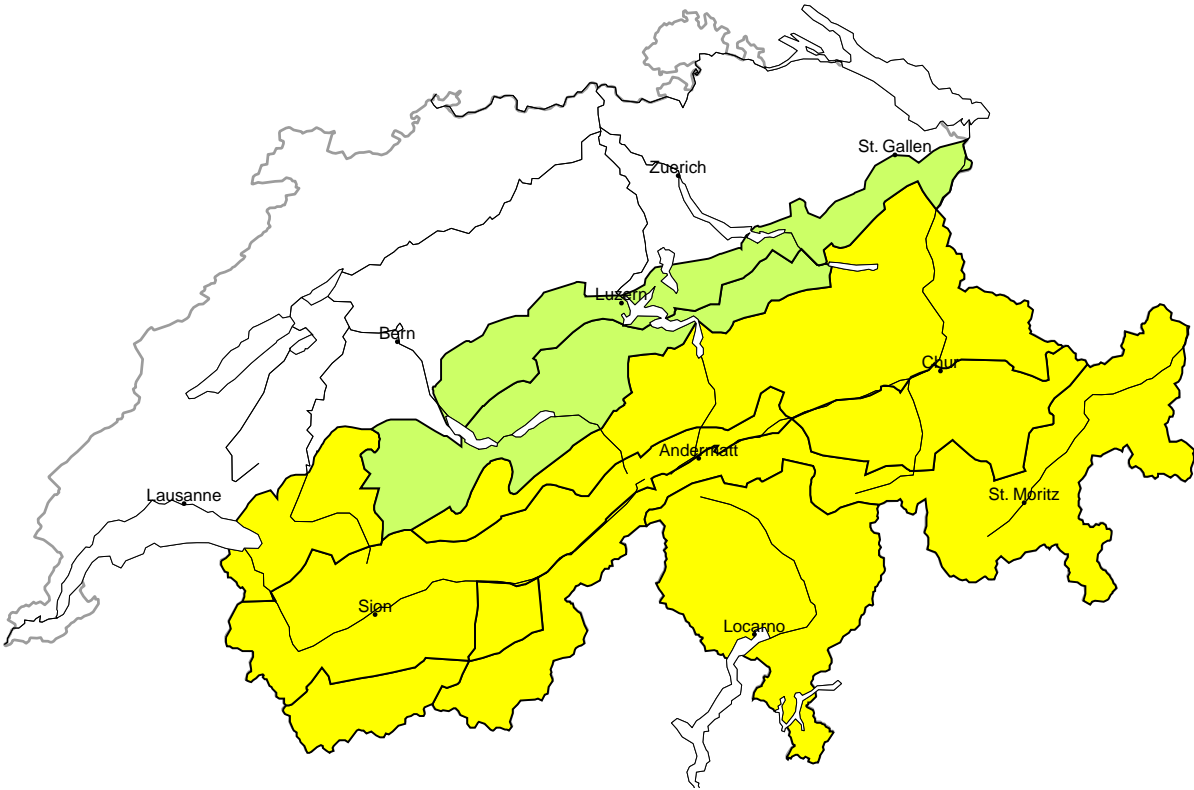 St. Gallen
Zuerich
Luzern
Bern
Chur
Andermatt
Lausanne
St. Moritz
Sion
Locarno